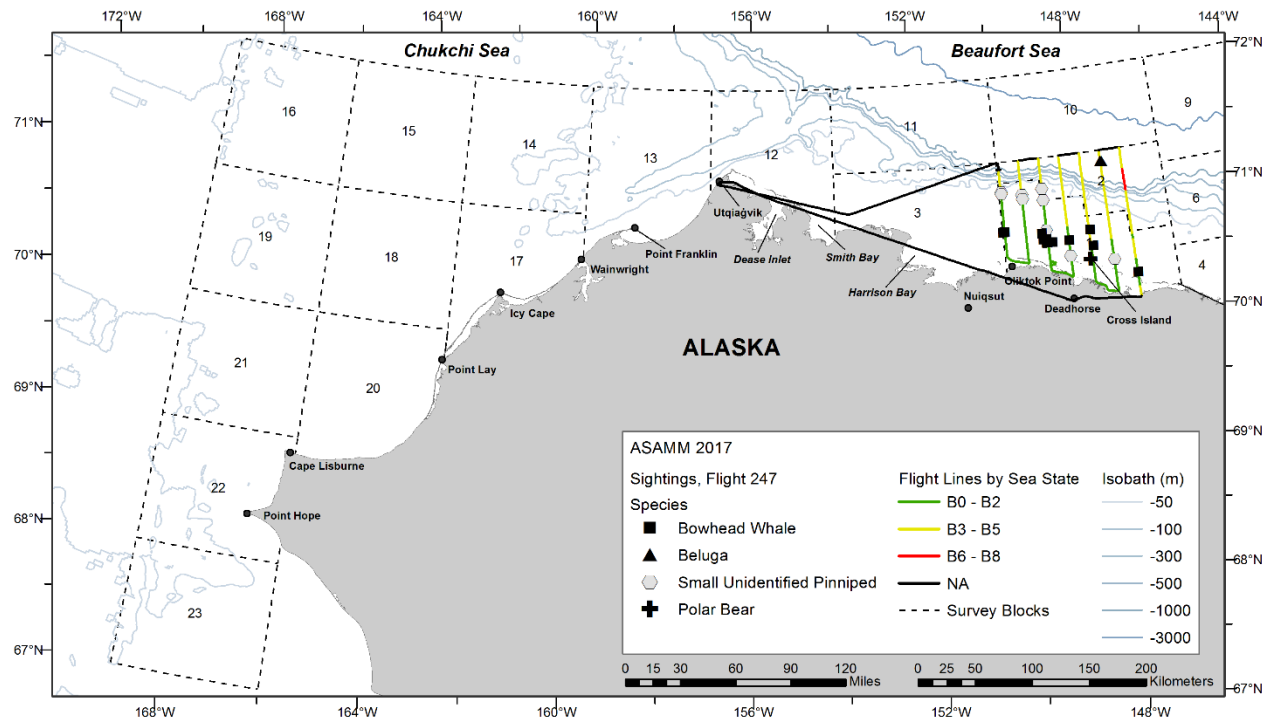 172°W 168°W 164°W 160°W 156°W 152°W 148°W 144°W
Chukchi Sea Beaufort Sea
72°N
9
10
16
71°N
15
11
14
13
12
71°N
2
6
Utqiaġvik
3
1
19
18
70°N
Point Franklin
Dease Inlet
Smith Bay
17
Wainwright
4
Harrison Bay
Oliktok Point
70°N
Icy Cape
Nuiqsut
Deadhorse
Cross Island
ALASKA
21
69°N
20
Point Lay
69°N
ASAMM 2017
Cape Lisburne
Sightings, Flight 247 Flight Lines by Sea State Isobath (m)
22
Species
B0 - B2 -50
68°N
Point Hope
Bowhead Whale
B3 - B5 -100
Beluga
B6 - B8 -300
68°N
Small Unidentified Pinniped
NA -500
Polar Bear
Survey Blocks -1000
-3000
23
67°N
0 15 30 60 90 120
Miles
0 25 50 100 150 200
Kilometers
67°N
168°W 164°W 160°W 156°W 152°W 148°W